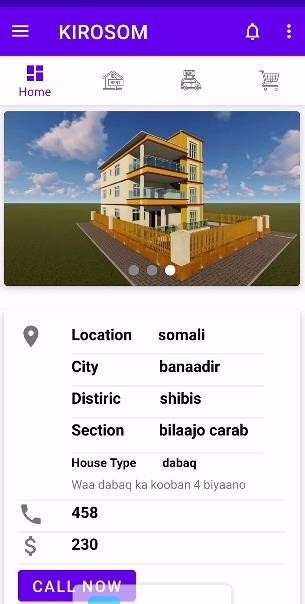 KIROSOM
Home
Location somali
City banaadir
Distiric shibis
Section bilaajo carab
House Type dabaq
Waa dabaq ka kooban 4 biyaano
458
$ 230
CALL NOW